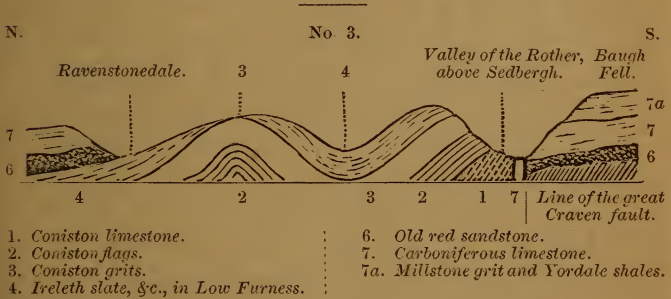 N. No 3. S.
Ravenstonedale. 3 4 Valley of the Rother, Baugh
above Sedbergh. Fell.
7a
7 7
6 6
4 2 3 2 1 7 Line of the great
Craven fault.
1. Coniston limestone.
2. Coniston flags.
3. Coniston grits.
4. Ireleth slate, &c., in Low Furness.
6. Old red sandstone.
7. Carboniferous limestone.
7a. Millstone grit and Yordale shales.